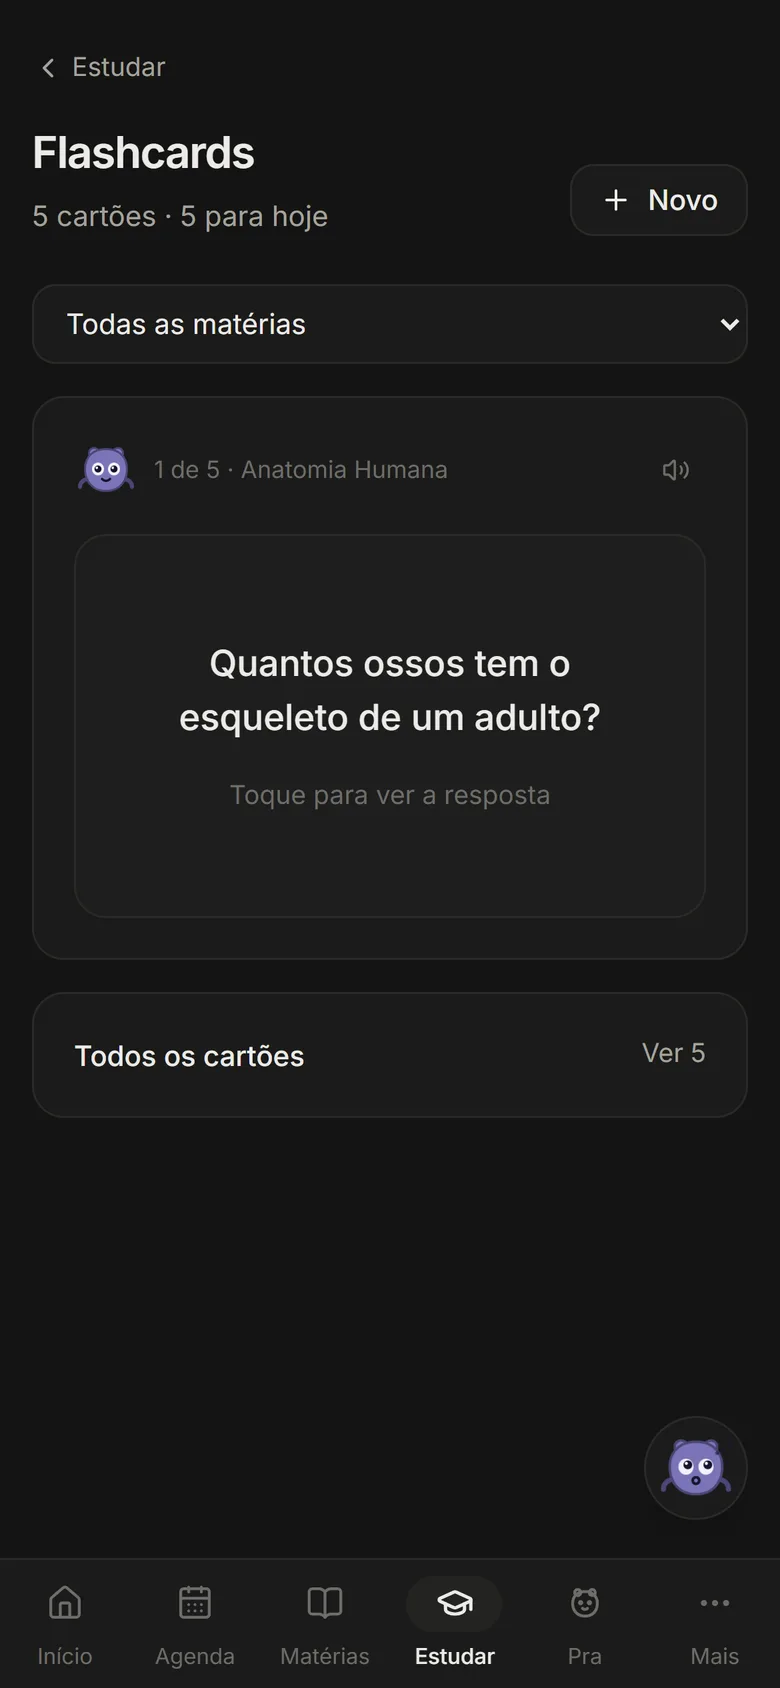 Estudar
Flashcards
5 cartões · 5 para hoje
Novo
Todas as matérias
1 de 5 · Anatomia Humana
Quantos ossos tem o
esqueleto de um adulto?
Toque para ver a resposta
Todos os cartões
Ver 5
Início
Agenda
Matérias
Estudar
Pra
Mais